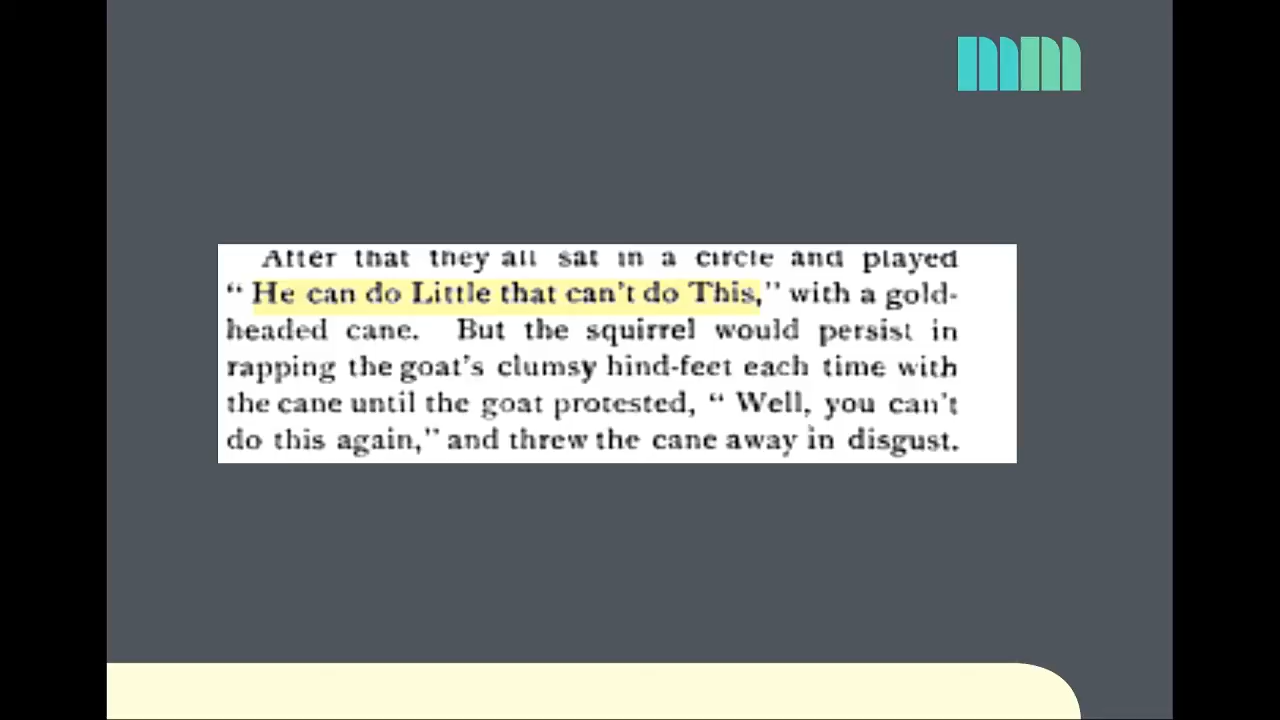 After that they all sat in a circle and played
“ He can do Little that can't do This,” with a gold-
headed cane. But the squirrel would persist in
rapping the goat's clumsy hind-feet each time with
the cane until the goat protested, “ Well, you can't
do this again,” and threw the cane away in disgust.